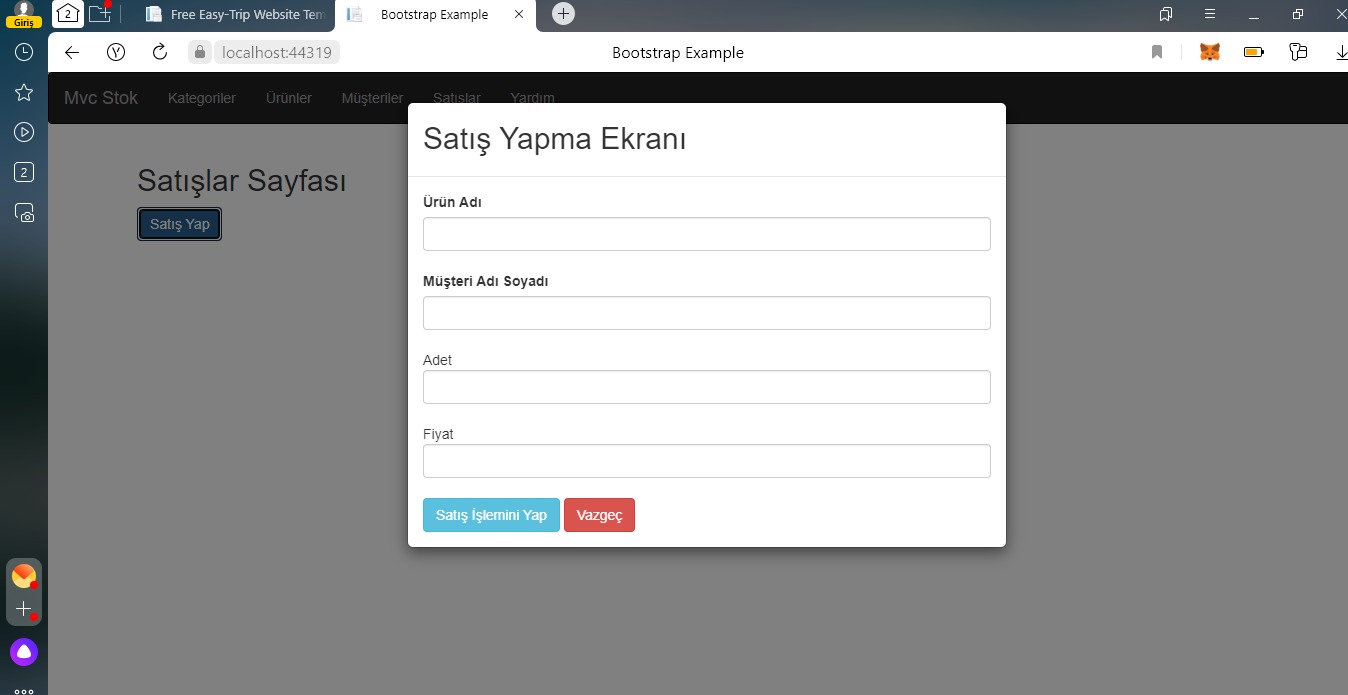 Giriş
2
Free Easy-Trip Website Tem
Bootstrap Example
localhost:44319
Bootstrap Example
Mvc Stok
Kategoriler
Ürünler
Müşteriler
Satışlar
Yardım
2
Satışlar Sayfası
Satış Yap
Satış Yapma Ekranı
Ürün Adı
Müşteri Adı Soyadı
Adet
Fiyat
Satış İşlemini Yap
Vazgeç